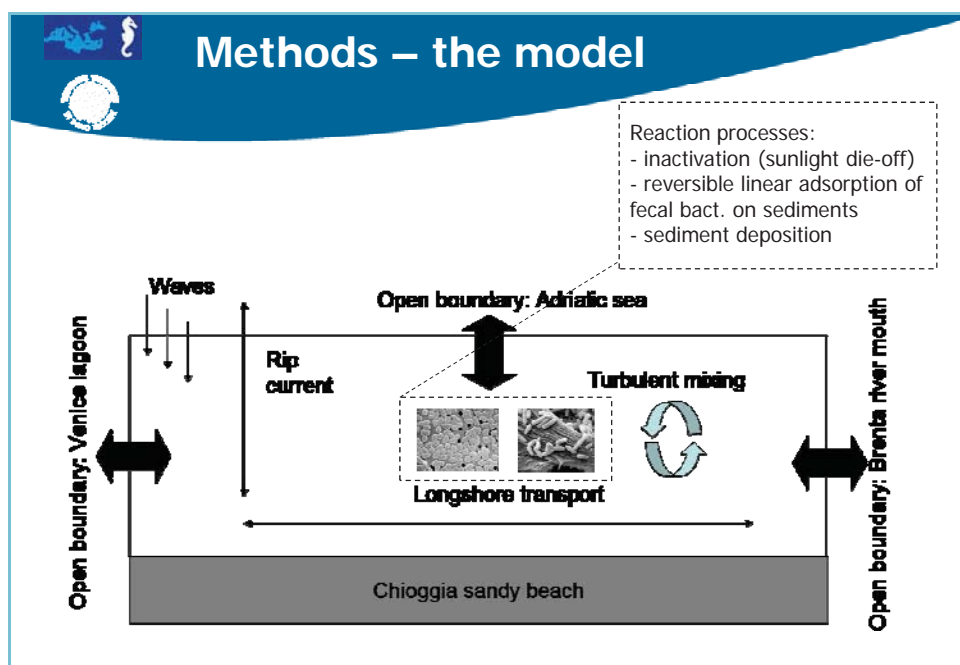 Methods – the model
Reaction processes:
- inactivation (sunlight die-off)
- reversible linear adsorption of
fecal bact. on sediments
- sediment deposition
Waves
Open boundary: Adriatic sea
Rip
current
Turbulent mixing
Open boundary: Venice lagoon
Open boundary: Brenta river mouth
Longshore transport
Chioggia sandy beach